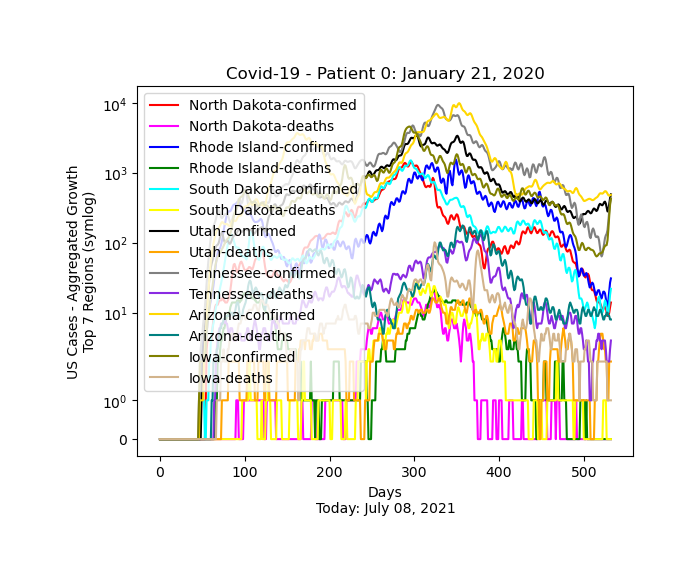 Covid-19 - Patient 0: January 21, 2020
US Cases - Aggregated Growth
Top 7 Regions (symlog)
10^4
10^3
10^2
10^1
10^0
0
North Dakota-confirmed
North Dakota-deaths
Rhode Island-confirmed
Rhode Island-deaths
South Dakota-confirmed
South Dakota-deaths
Utah-confirmed
Utah-deaths
Tennessee-confirmed
Tennessee-deaths
Arizona-confirmed
Arizona-deaths
Iowa-confirmed
Iowa-deaths
0 100 200 300 400 500
Days
Today: July 08, 2021